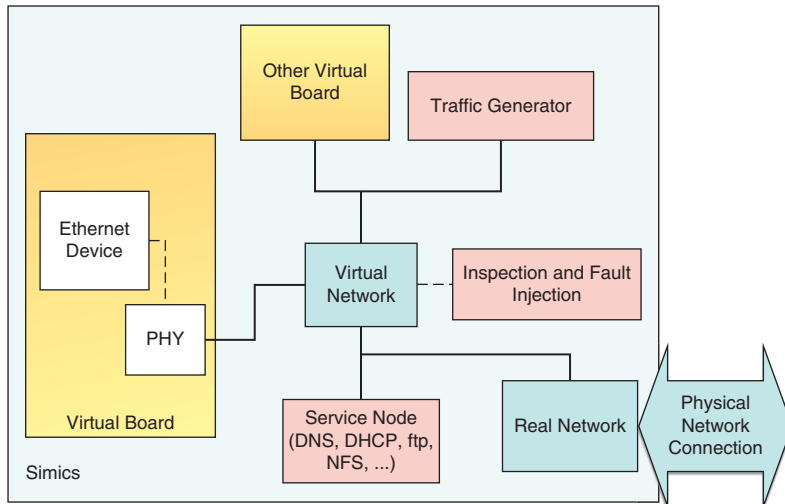 Other Virtual
Board
Traffic Generator
Ethernet
Device
Virtual
Network
Inspection and Fault
Injection
PHY
Virtual Board
Service Node
(DNS, DHCP, ftp,
NFS, ...)
Real Network
Physical
Network
Connection
Simics